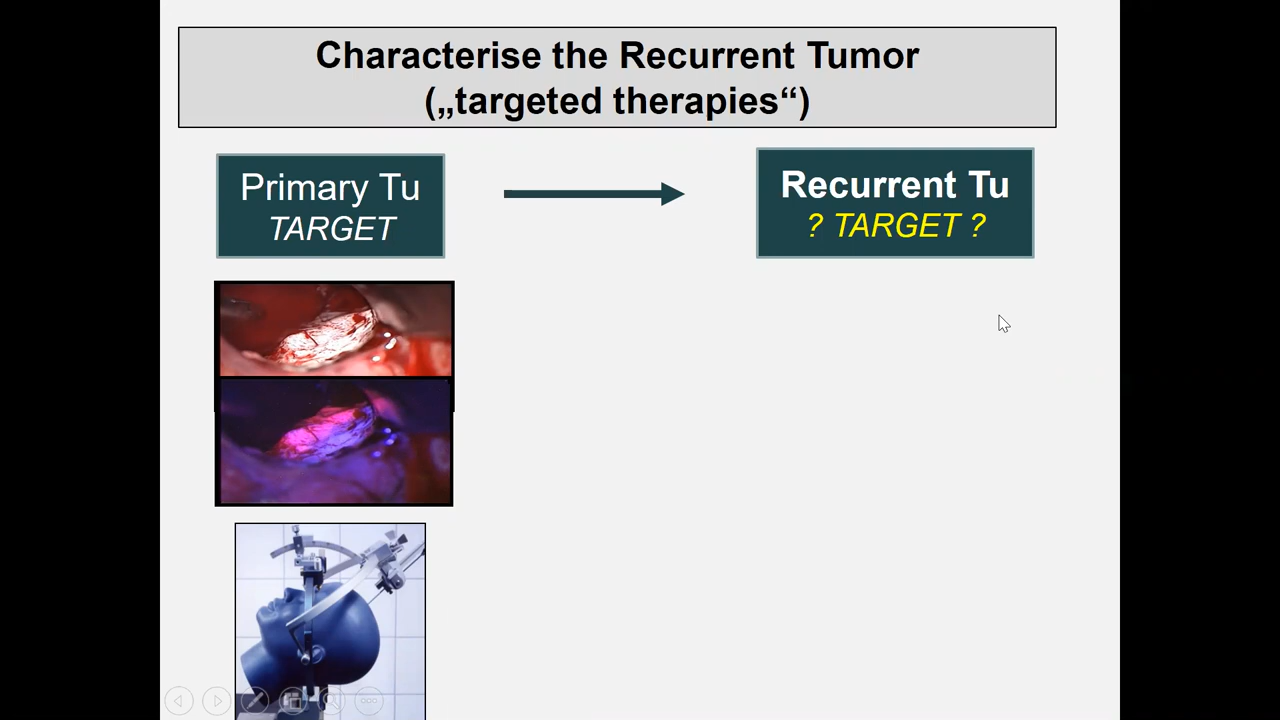 Characterise the Recurrent Tumor
(„targeted therapies“)
Primary Tu
TARGET
Recurrent Tu
? TARGET ?